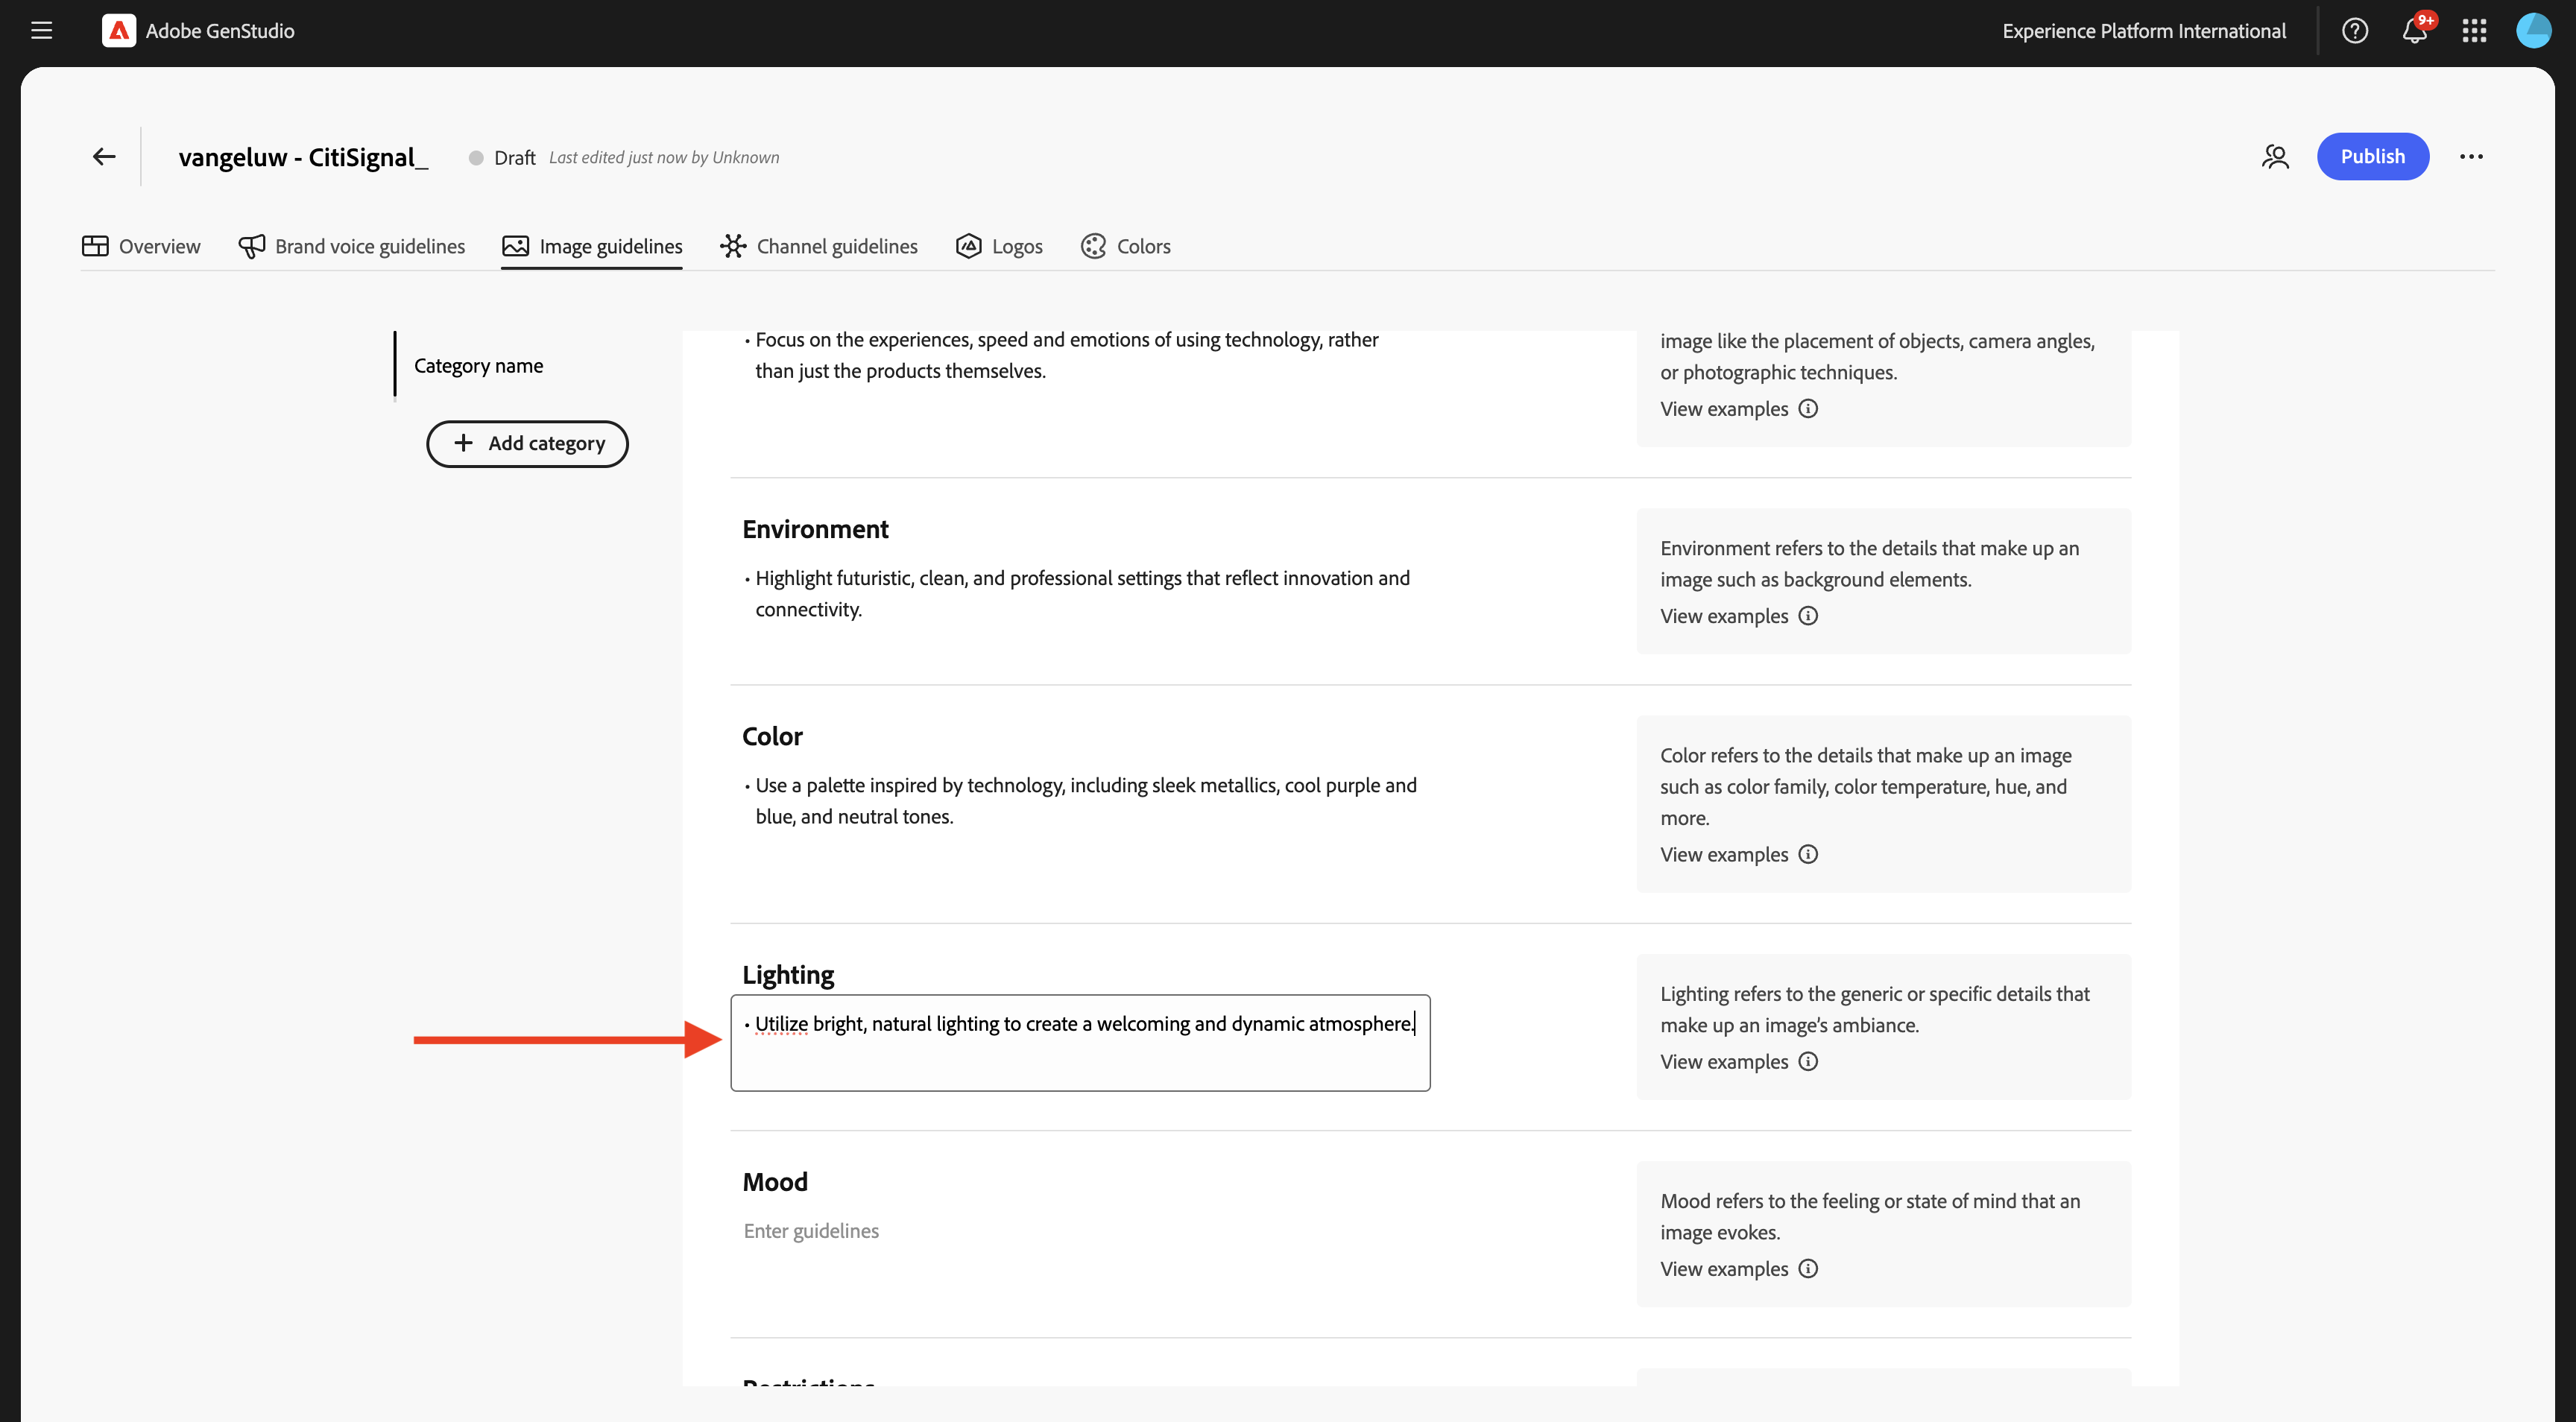 Adobe GenStudio
Experience Platform International
9+
vangeluw - CitiSignal_
Draft
Last edited just now by Unknown
Publish
Overview
Brand voice guidelines
Image guidelines
Channel guidelines
Logos
Colors
Category name
Add category
• Focus on the experiences, speed and emotions of using technology, rather
than just the products themselves.
image like the placement of objects, camera angles,
or photographic techniques.
View examples
Environment
• Highlight futuristic, clean, and professional settings that reflect innovation and
connectivity.
Environment refers to the details that make up an
image such as background elements.
View examples
Color
• Use a palette inspired by technology, including sleek metallics, cool purple and
blue, and neutral tones.
Color refers to the details that make up an image
such as color family, color temperature, hue, and
more.
View examples
Lighting
• Utilize bright, natural lighting to create a welcoming and dynamic atmosphere.
Lighting refers to the generic or specific details that
make up an image’s ambiance.
View examples
Mood
Enter guidelines
Mood refers to the feeling or state of mind that an
image evokes.
View examples
Restrictions